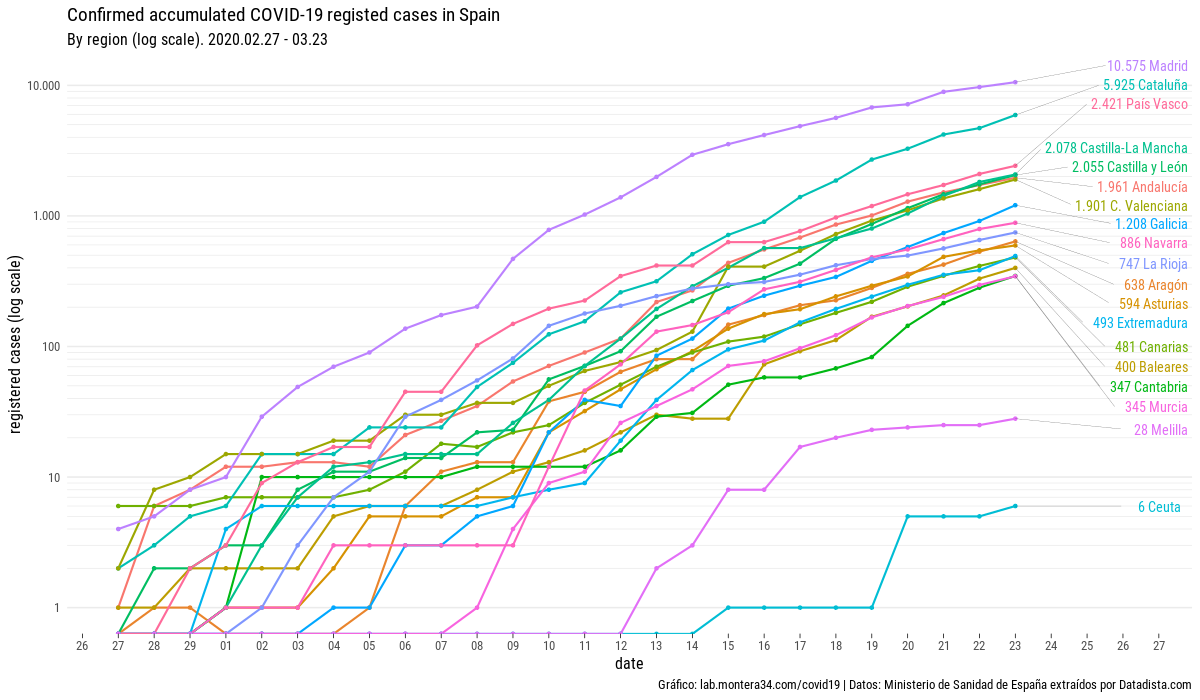 Confirmed accumulated COVID-19 registed cases in Spain
By region (log scale). 2020.02.27 - 03.23
registered cases (log scale)
10.000
1.000
100
10
1
10.575 Madrid
5.925 Cataluña
2.421 País Vasco
2.078 Castilla-La Mancha
2.055 Castilla y León
1.961 Andalucía
1.901 C. Valenciana
1.208 Galicia
886 Navarra
747 La Rioja
638 Aragón
594 Asturias
493 Extremadura
481 Canarias
400 Baleares
347 Cantabria
345 Murcia
28 Melilla
6 Ceuta
26 27 28 29 01 02 03 04 05 06 07 08 09 10 11 12 13 14 15 16 17 18 19 20 21 22 23 24 25 26 27
date
Gráfico: lab.montera34.com/covid19 | Datos: Ministerio de Sanidad de España extraídos por Datadista.com